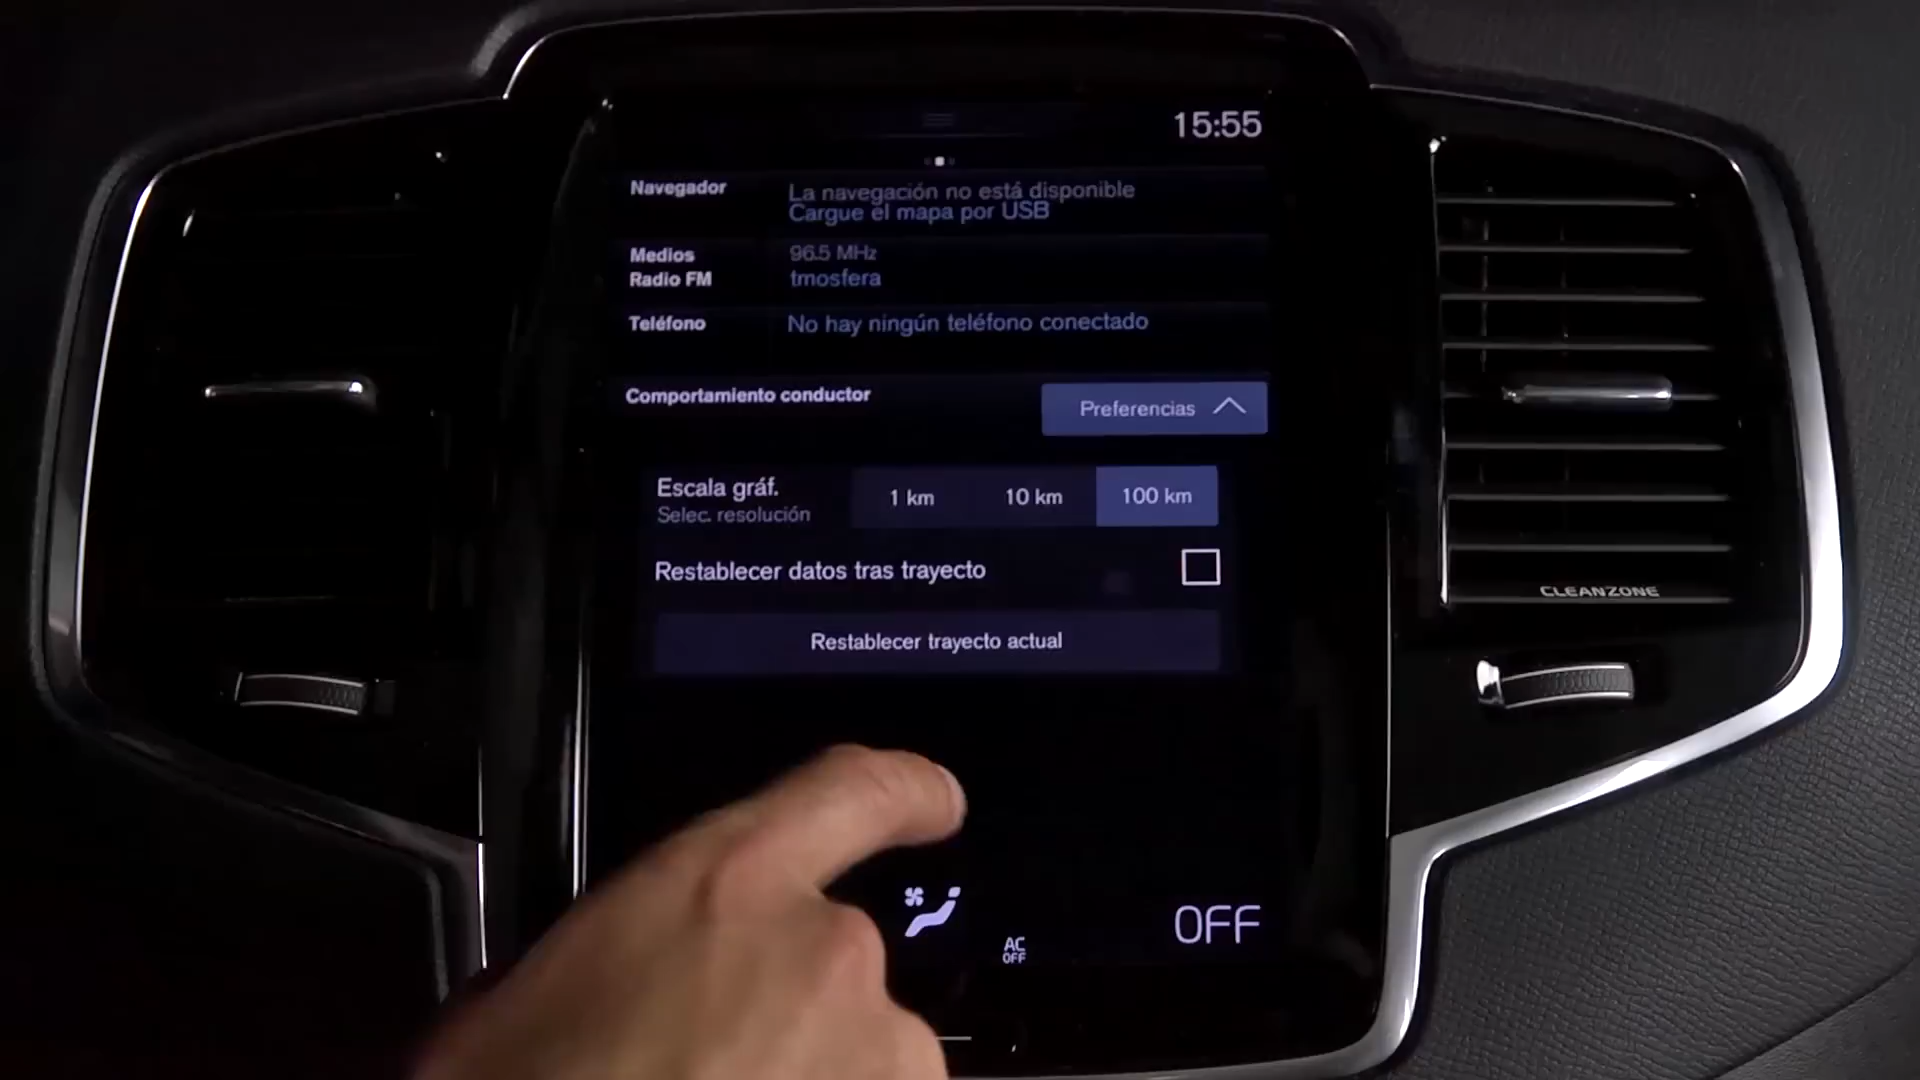 15:55
Navegador
La navegación no está disponible
Cargue el mapa por USB
Medios
Radio FM
96.5 MHz
tmosfera
Teléfono
No hay ningún teléfono conectado
Comportamiento conductor
Preferencias
Escala gráf.
Selec. resolución
1 km
10 km
100 km
Restablecer datos tras trayecto
Restablecer trayecto actual
AC
OFF
OFF
CLEANZONE